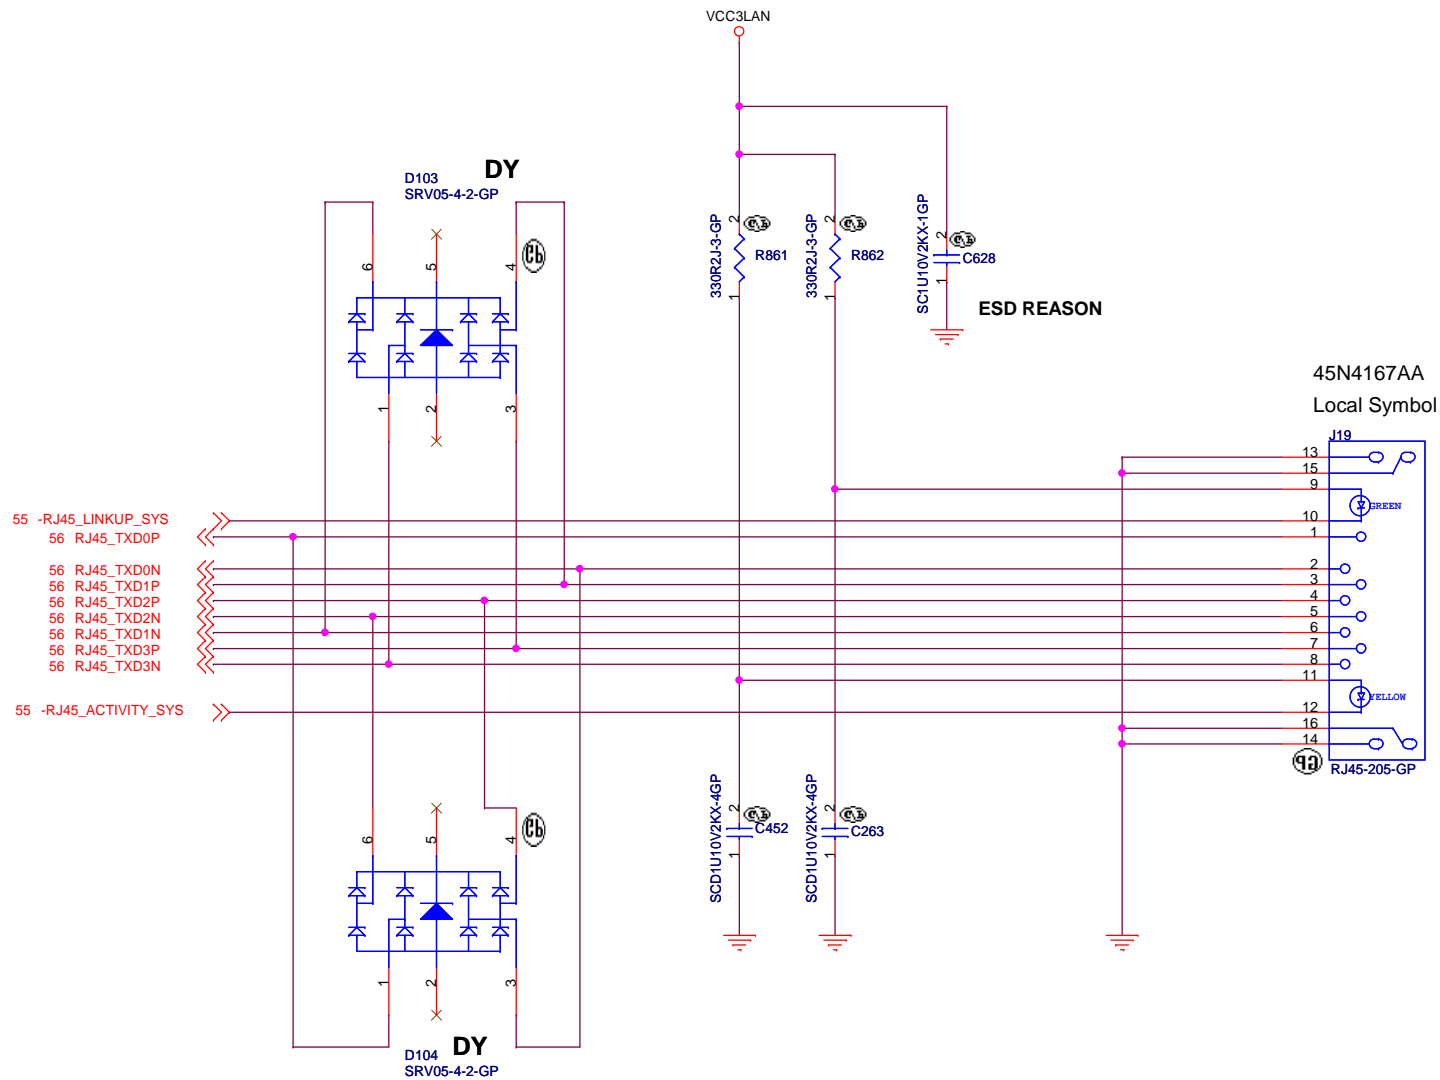 VCC3LAN
DY
D103
SRV05-4-2-GP
6
5
4
1
2
3
330R2J-3-GP
2
R861
1
330R2J-3-GP
2
R862
1
SC1U10V2KX-1GP
2
C628
1
ESD REASON
45N4167AA
Local Symbol
J19
13
15
9
GREEN
10
1
2
3
4
5
6
7
8
11
YELLOW
12
16
14
RJ45-205-GP
55 -RJ45_LINKUP_SYS
56 RJ45_TXD0P
56 RJ45_TXD0N
56 RJ45_TXD1P
56 RJ45_TXD2P
56 RJ45_TXD2N
56 RJ45_TXD1N
56 RJ45_TXD3P
56 RJ45_TXD3N
55 -RJ45_ACTIVITY_SYS
SCD1U10V2KX-4GP
2
C452
1
SCD1U10V2KX-4GP
2
C263
1
6
5
4
1
2
3
DY
D104
SRV05-4-2-GP